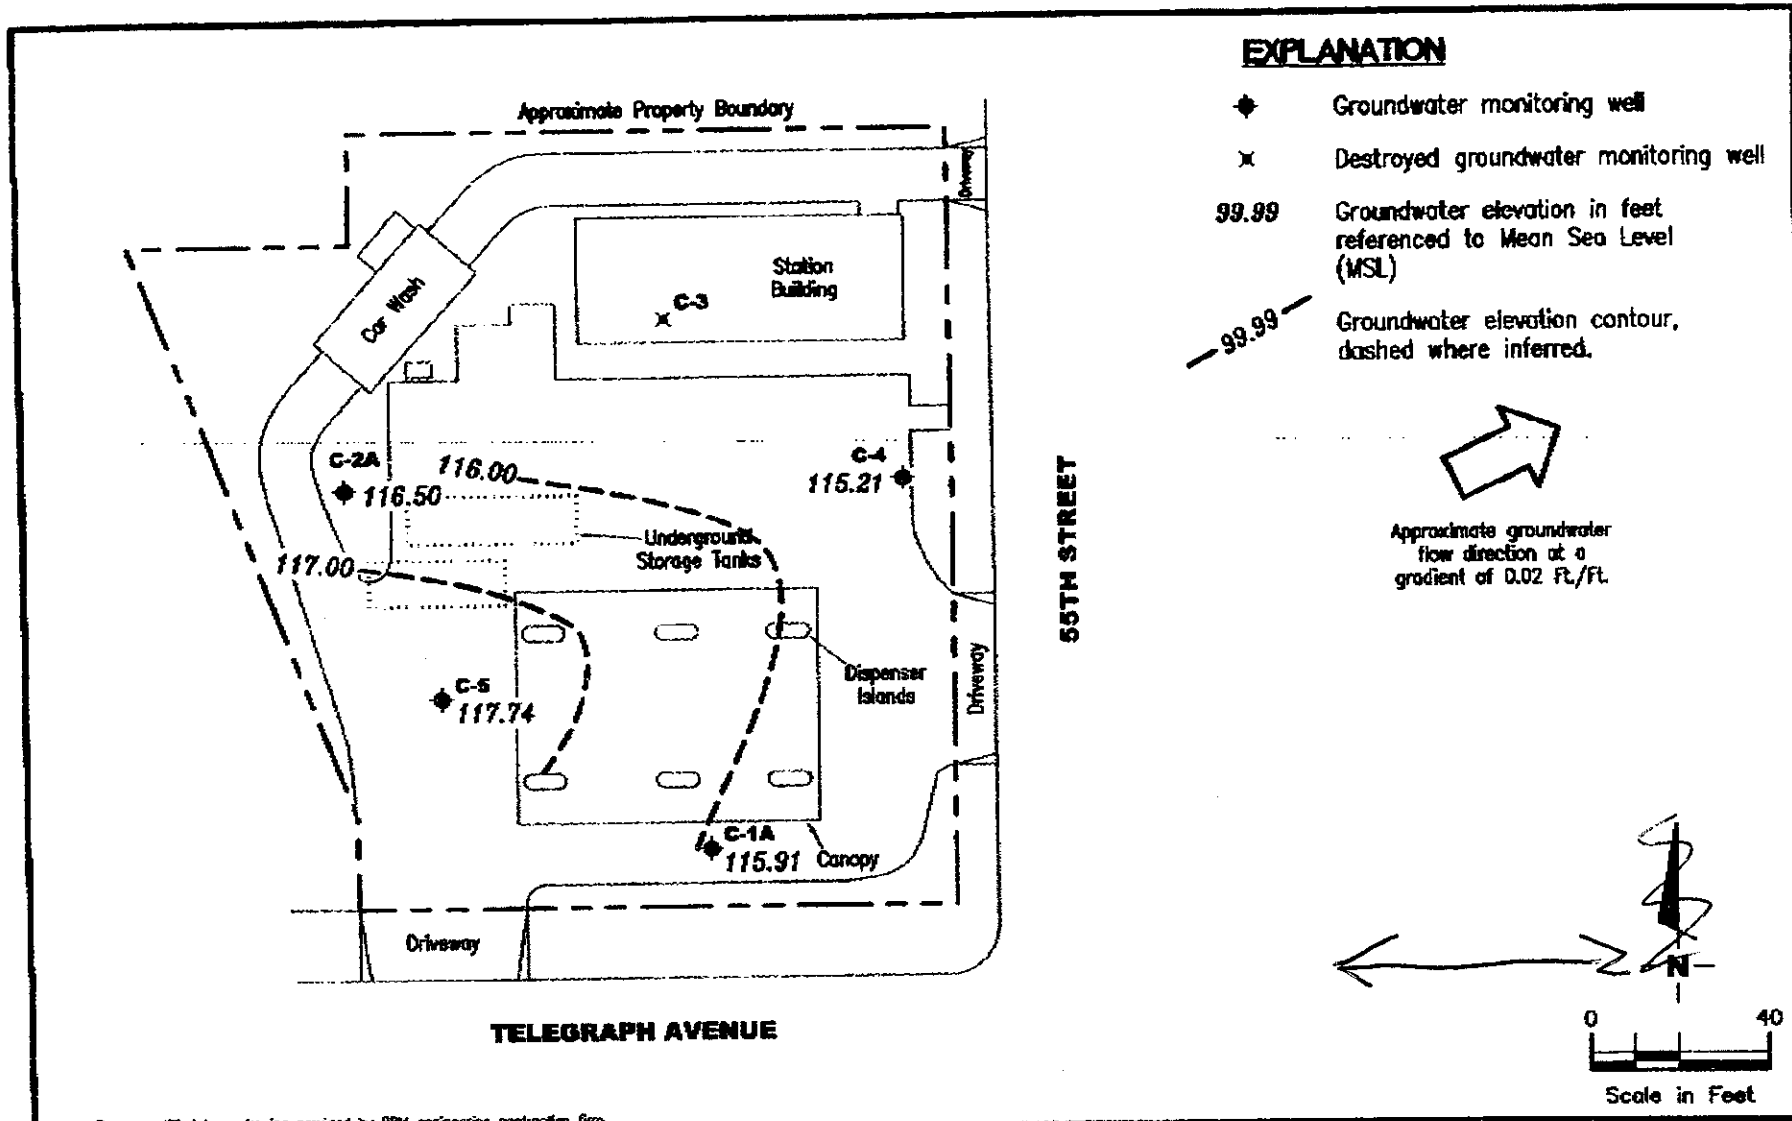 EXPLANATION
Groundwater monitoring well
Destroyed groundwater monitoring well
99.99
Groundwater elevation in feet
referenced to Mean Sea Level
(MSL)
99.99
Groundwater elevation contour,
dashed where inferred.
Approximate groundwater
flow direction at a
gradient of 0.02 Ft./Ft.
Approximate Property Boundary
Driveway
Station
Building
C-3
Car Wash
C-2A
116.50
116.00
C-4
115.21
Underground
Storage Tanks
117.00
55TH STREET
C-5
117.74
Dispenser
Islands
Driveway
C-1A
115.91
Canopy
Driveway
TELEGRAPH AVENUE
N
0 40
Scale in Feet